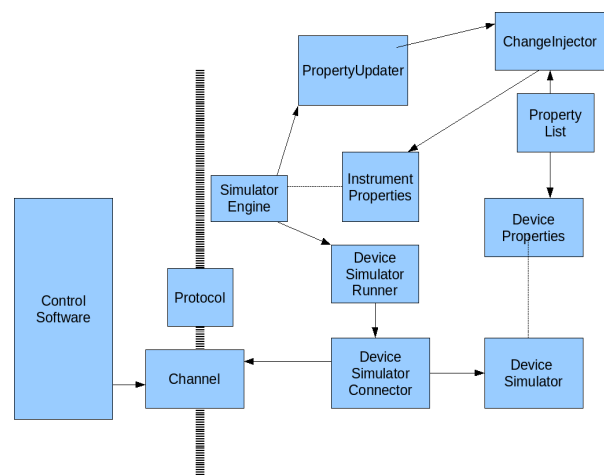 ChangeInjector
PropertyUpdater
Property
List
Simulator
Engine
Instrument
Properties
Device
Properties
Device
Simulator
Runner
Protocol
Control
Software
Channel
Device
Simulator
Connector
Device
Simulator